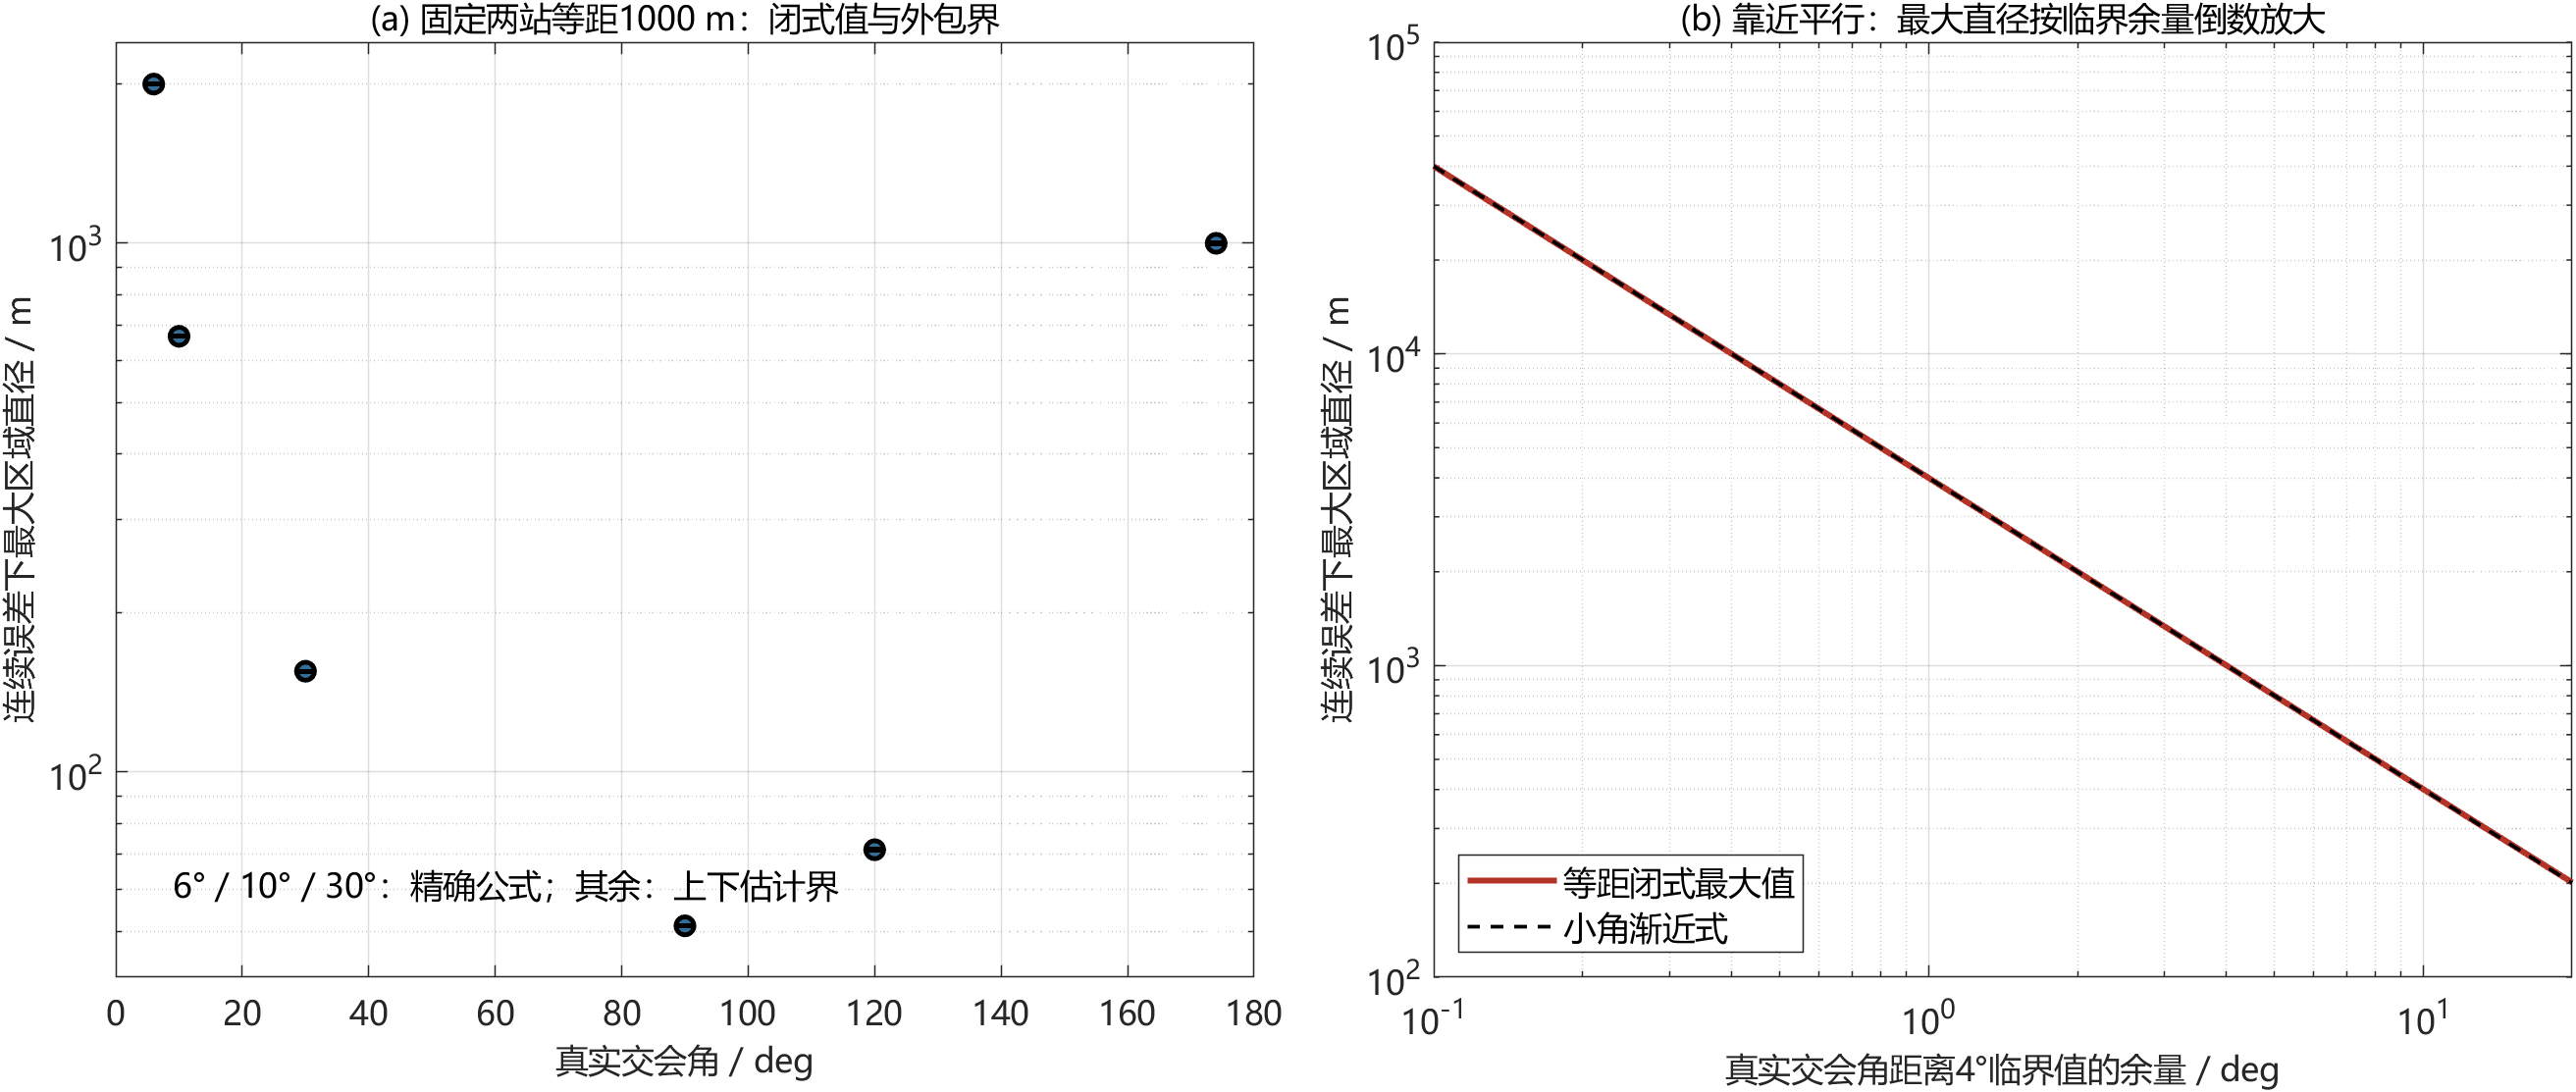 (a) 固定两站等距1000 m：闭式值与外包界
连续误差下最大区域直径 / m
10³
10²
6° / 10° / 30°：精确公式；其余：上下估计界
0 20 40 60 80 100 120 140 160 180
真实交会角 / deg
(b) 靠近平行：最大直径按临界余量倒数放大
连续误差下最大区域直径 / m
10⁵
10⁴
10³
10²
等距闭式最大值
小角渐近式
10⁻¹ 10⁰ 10¹
真实交会角距离4°临界值的余量 / deg